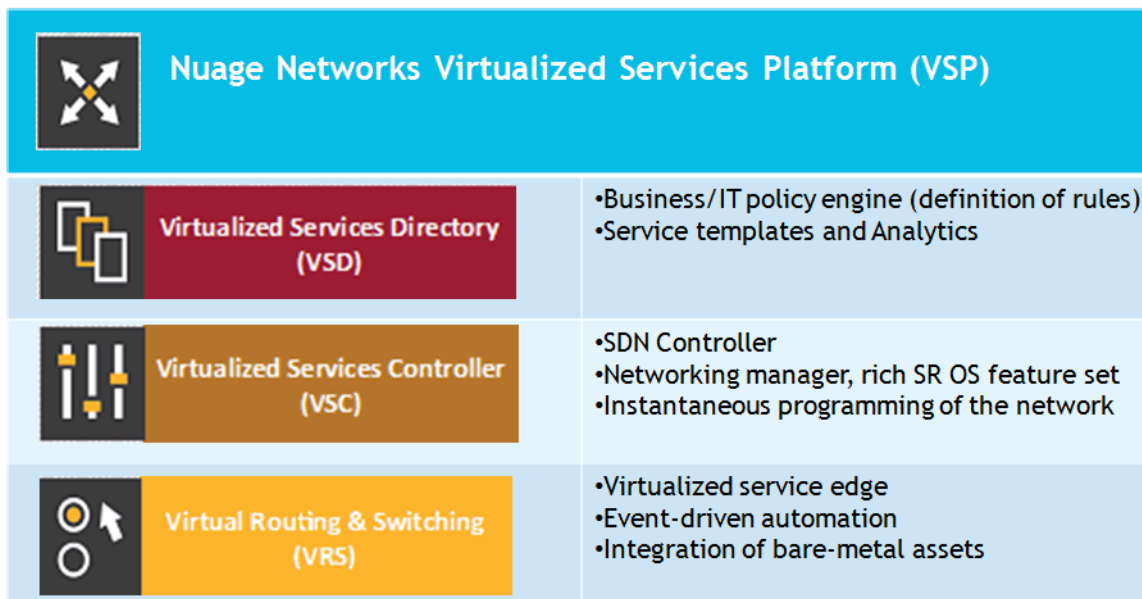 Nuage Networks Virtualized Services Platform (VSP)
Virtualized Services Directory
(VSD)
•Business/IT policy engine (definition of rules)
•Service templates and Analytics
Virtualized Services Controller
(VSC)
•SDN Controller
•Networking manager, rich SR OS feature set
•Instantaneous programming of the network
Virtual Routing & Switching
(VRS)
•Virtualized service edge
•Event-driven automation
•Integration of bare-metal assets